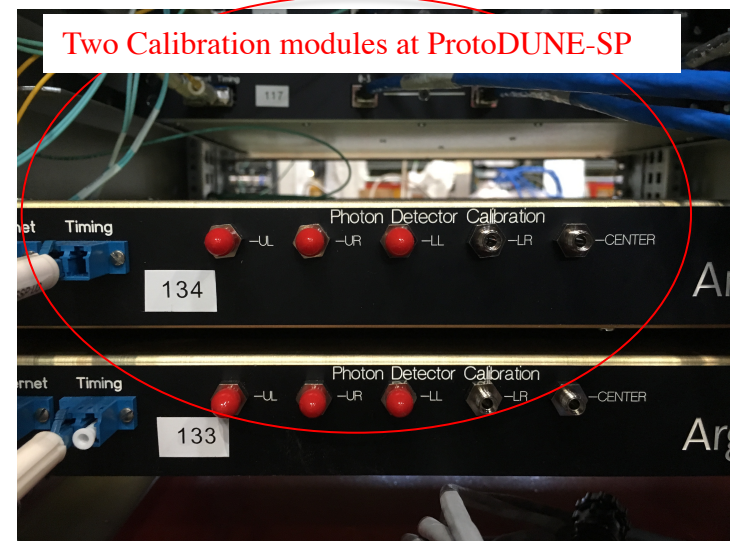 Two Calibration modules at ProtoDUNE-SP
Timing
117
Photon Detector Calibration
Timing
UL
UR
LL
LR
CENTER
134
Photon Detector Calibration
Timing
UL
UR
LL
LR
CENTER
133